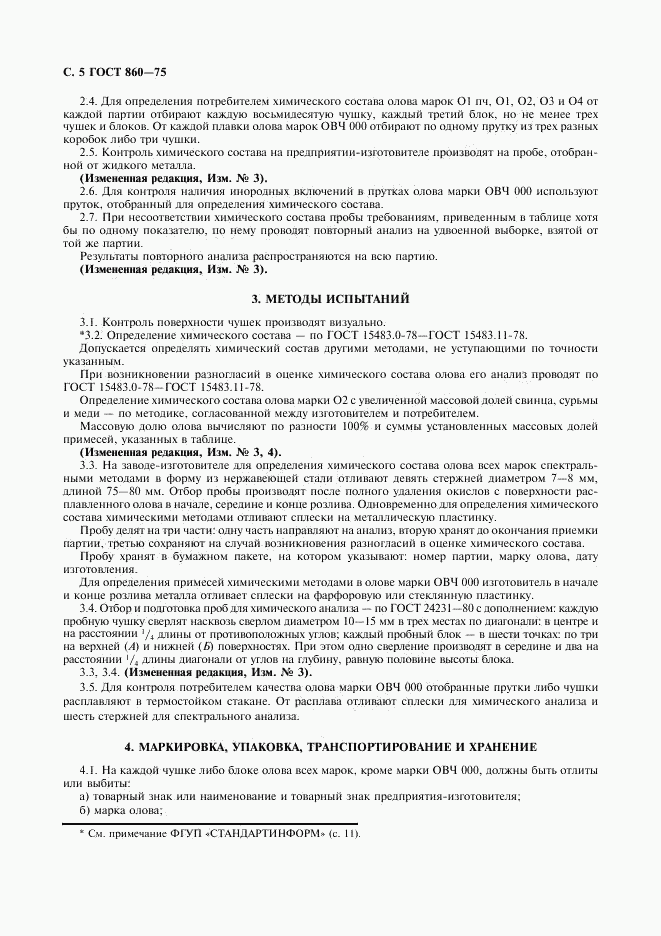 С. 5 ГОСТ 860—75
2.4. Для определения потребителем химического состава олова марок О1 пч, О1, О2, О3 и О4 от
каждой партии отбирают каждую восьмидесятую чушку, каждый третий блок, но не менее трех
чушек и блоков. От каждой плавки олова марок ОВЧ 000 отбирают по одному прутку из трех разных
коробок либо три чушки.
2.5. Контроль химического состава на предприятии-изготовителе производят на пробе, отобран-
ной от жидкого металла.
(Измененная редакция, Изм. № 3).
2.6. Для контроля наличия инородных включений в прутках олова марки ОВЧ 000 используют
пруток, отобранный для определения химического состава.
2.7. При несоответствии химического состава пробы требованиям, приведенным в таблице хотя
бы по одному показателю, по нему проводят повторный анализ на удвоенной выборке, взятой от
той же партии.
Результаты повторного анализа распространяются на всю партию.
(Измененная редакция, Изм. № 3).
3. МЕТОДЫ ИСПЫТАНИЙ
3.1. Контроль поверхности чушек производят визуально.
*3.2. Определение химического состава — по ГОСТ 15483.0-78—ГОСТ 15483.11-78.
Допускается определять химический состав другими методами, не уступающими по точности
указанным.
При возникновении разногласий в оценке химического состава олова его анализ проводят по
ГОСТ 15483.0-78—ГОСТ 15483.11-78.
Определение химического состава олова марки О2 с увеличенной массовой долей свинца, сурьмы
и меди — по методике, согласованной между изготовителем и потребителем.
Массовую долю олова вычисляют по разности 100% и суммы установленных массовых долей
примесей, указанных в таблице.
(Измененная редакция, Изм. № 3, 4).
3.3. На заводе-изготовителе для определения химического состава олова всех марок спектраль-
ными методами в форму из нержавеющей стали отливают девять стержней диаметром 7—8 мм,
длиной 75—80 мм. Отбор пробы производят после полного удаления окислов с поверхности рас-
плавленного олова в начале, середине и конце розлива. Одновременно для определения химического
состава химическими методами отливают сплески на металлическую пластинку.
Пробу делят на три части: одну часть направляют на анализ, вторую хранят до окончания приемки
партии, третью сохраняют на случай возникновения разногласий в оценке химического состава.
Пробу хранят в бумажном пакете, на котором указывают: номер партии, марку олова, дату
изготовления.
Для определения примесей химическими методами в олове марки ОВЧ 000 изготовитель в начале
и конце розлива металла отливает сплески на фарфоровую или стеклянную пластинку.
3.4. Отбор и подготовка проб для химического анализа — по ГОСТ 24231—80 с дополнением: каждую
пробную чушку сверлят насквозь сверлом диаметром 10—15 мм в трех местах по диагонали: в центре и
на расстоянии 1/4 длины от противоположных углов; каждый пробный блок — в шести точках: по три
на верхней (А) и нижней (Б) поверхностях. При этом одно сверление производят в середине и два на
расстоянии 1/4 длины диагонали от углов на глубину, равную половине высоты блока.
3.3, 3.4. (Измененная редакция, Изм. № 3).
3.5. Для контроля потребителем качества олова марки ОВЧ 000 отобранные прутки либо чушки
расплавляют в термостойком стакане. От расплава отливают сплески для химического анализа и
шесть стержней для спектрального анализа.
4. МАРКИРОВКА, УПАКОВКА, ТРАНСПОРТИРОВАНИЕ И ХРАНЕНИЕ
4.1. На каждой чушке либо блоке олова всех марок, кроме марки ОВЧ 000, должны быть отлиты
или выбиты:
а) товарный знак или наименование и товарный знак предприятия-изготовителя;
б) марка олова;
* См. примечание ФГУП «СТАНДАРТИНФОРМ» (с. 11).